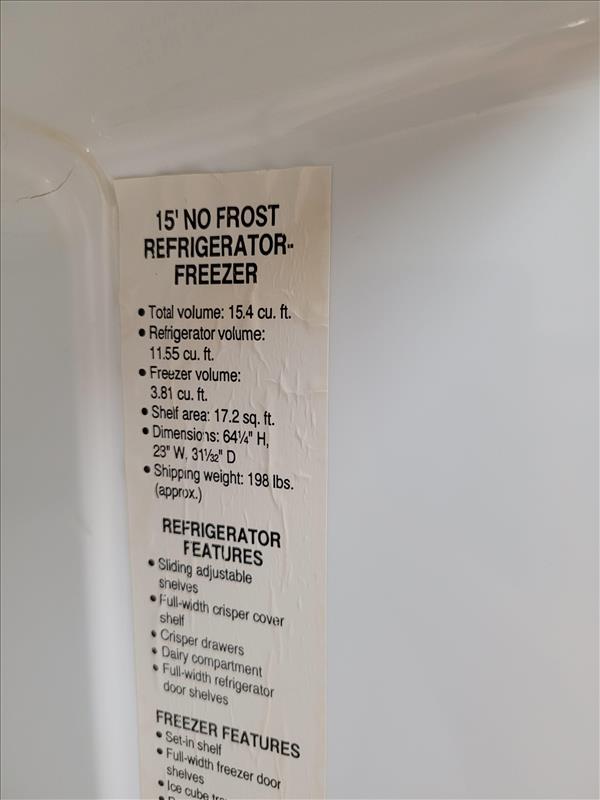 15' NO FROST
REFRIGERATOR-
FREEZER
• Total volume: 15.4 cu. ft.
• Refrigerator volume:
11.55 cu. ft.
• Freezer volume:
3.81 cu. ft.
• Shelf area: 17.2 sq. ft.
• Dimensions: 64¼" H,
23" W, 31¹⁄₃₂" D
• Shipping weight: 198 lbs.
(approx.)
REFRIGERATOR
FEATURES
• Sliding adjustable
shelves
• Full-width crisper cover
shelf
• Crisper drawers
• Dairy compartment
• Full-width refrigerator
door shelves
FREEZER FEATURES
• Set-in shelf
• Full-width freezer door
shelves
• Ice cube